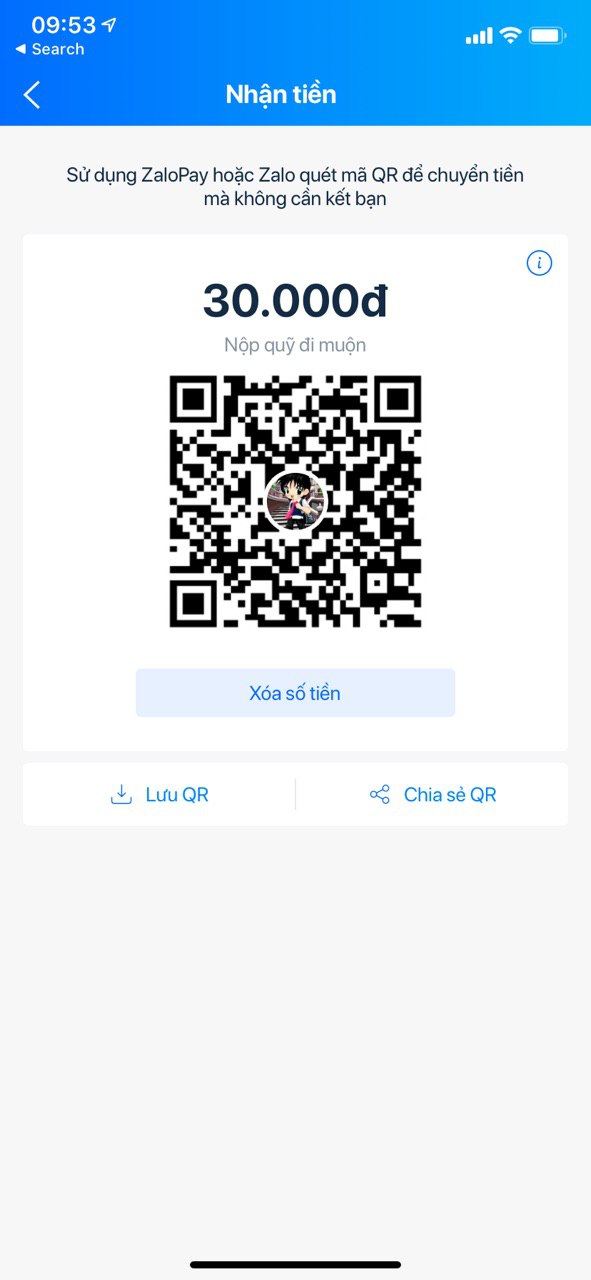 09:53
Search
Nhận tiền
Sử dụng ZaloPay hoặc Zalo quét mã QR để chuyển tiền
mà không cần kết bạn
30.000đ
Nộp quỹ đi muộn
Xóa số tiền
Lưu QR
Chia sẻ QR